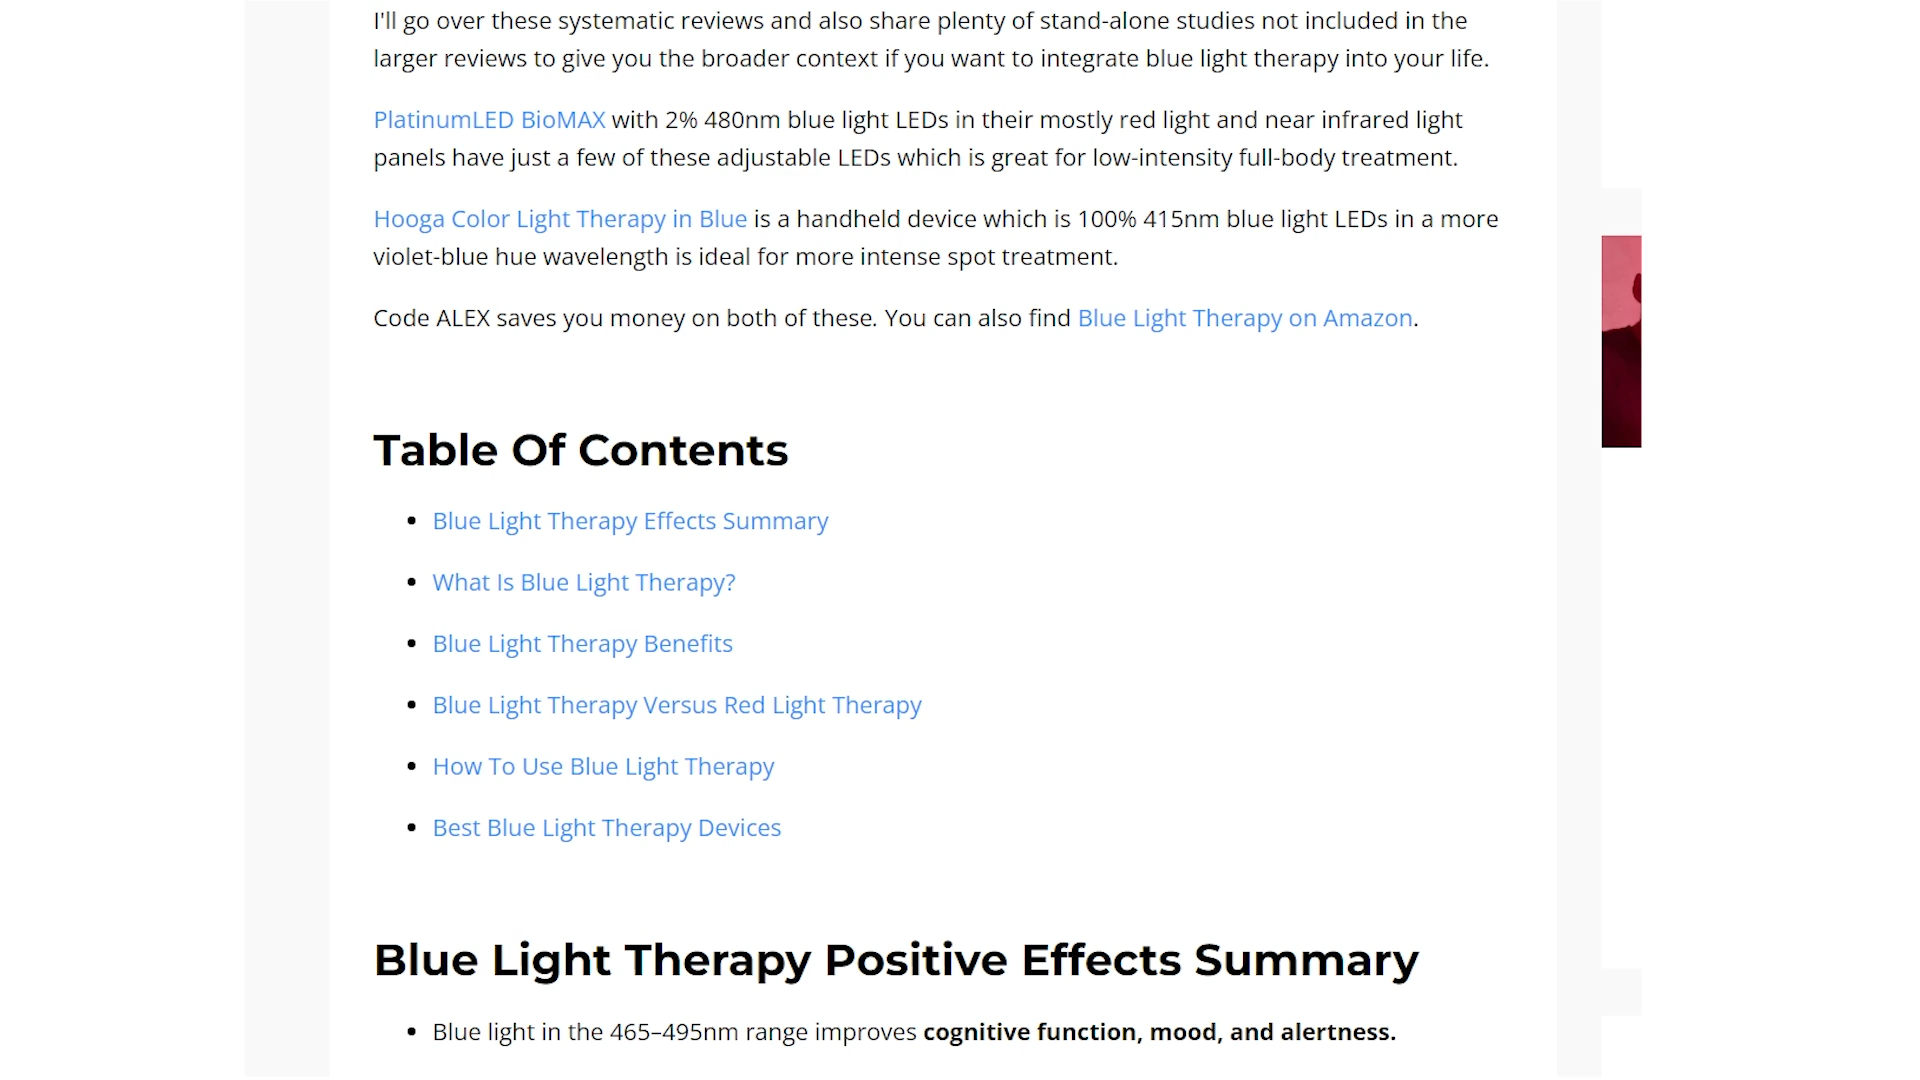 I'll go over these systematic reviews and also share plenty of stand-alone studies not included in the
larger reviews to give you the broader context if you want to integrate blue light therapy into your life.
PlatinumLED BioMAX with 2% 480nm blue light LEDs in their mostly red light and near infrared light
panels have just a few of these adjustable LEDs which is great for low-intensity full-body treatment.
Hooga Color Light Therapy in Blue is a handheld device which is 100% 415nm blue light LEDs in a more
violet-blue hue wavelength is ideal for more intense spot treatment.
Code ALEX saves you money on both of these. You can also find Blue Light Therapy on Amazon.
Table Of Contents
• Blue Light Therapy Effects Summary
• What Is Blue Light Therapy?
• Blue Light Therapy Benefits
• Blue Light Therapy Versus Red Light Therapy
• How To Use Blue Light Therapy
• Best Blue Light Therapy Devices
Blue Light Therapy Positive Effects Summary
• Blue light in the 465–495nm range improves cognitive function, mood, and alertness.